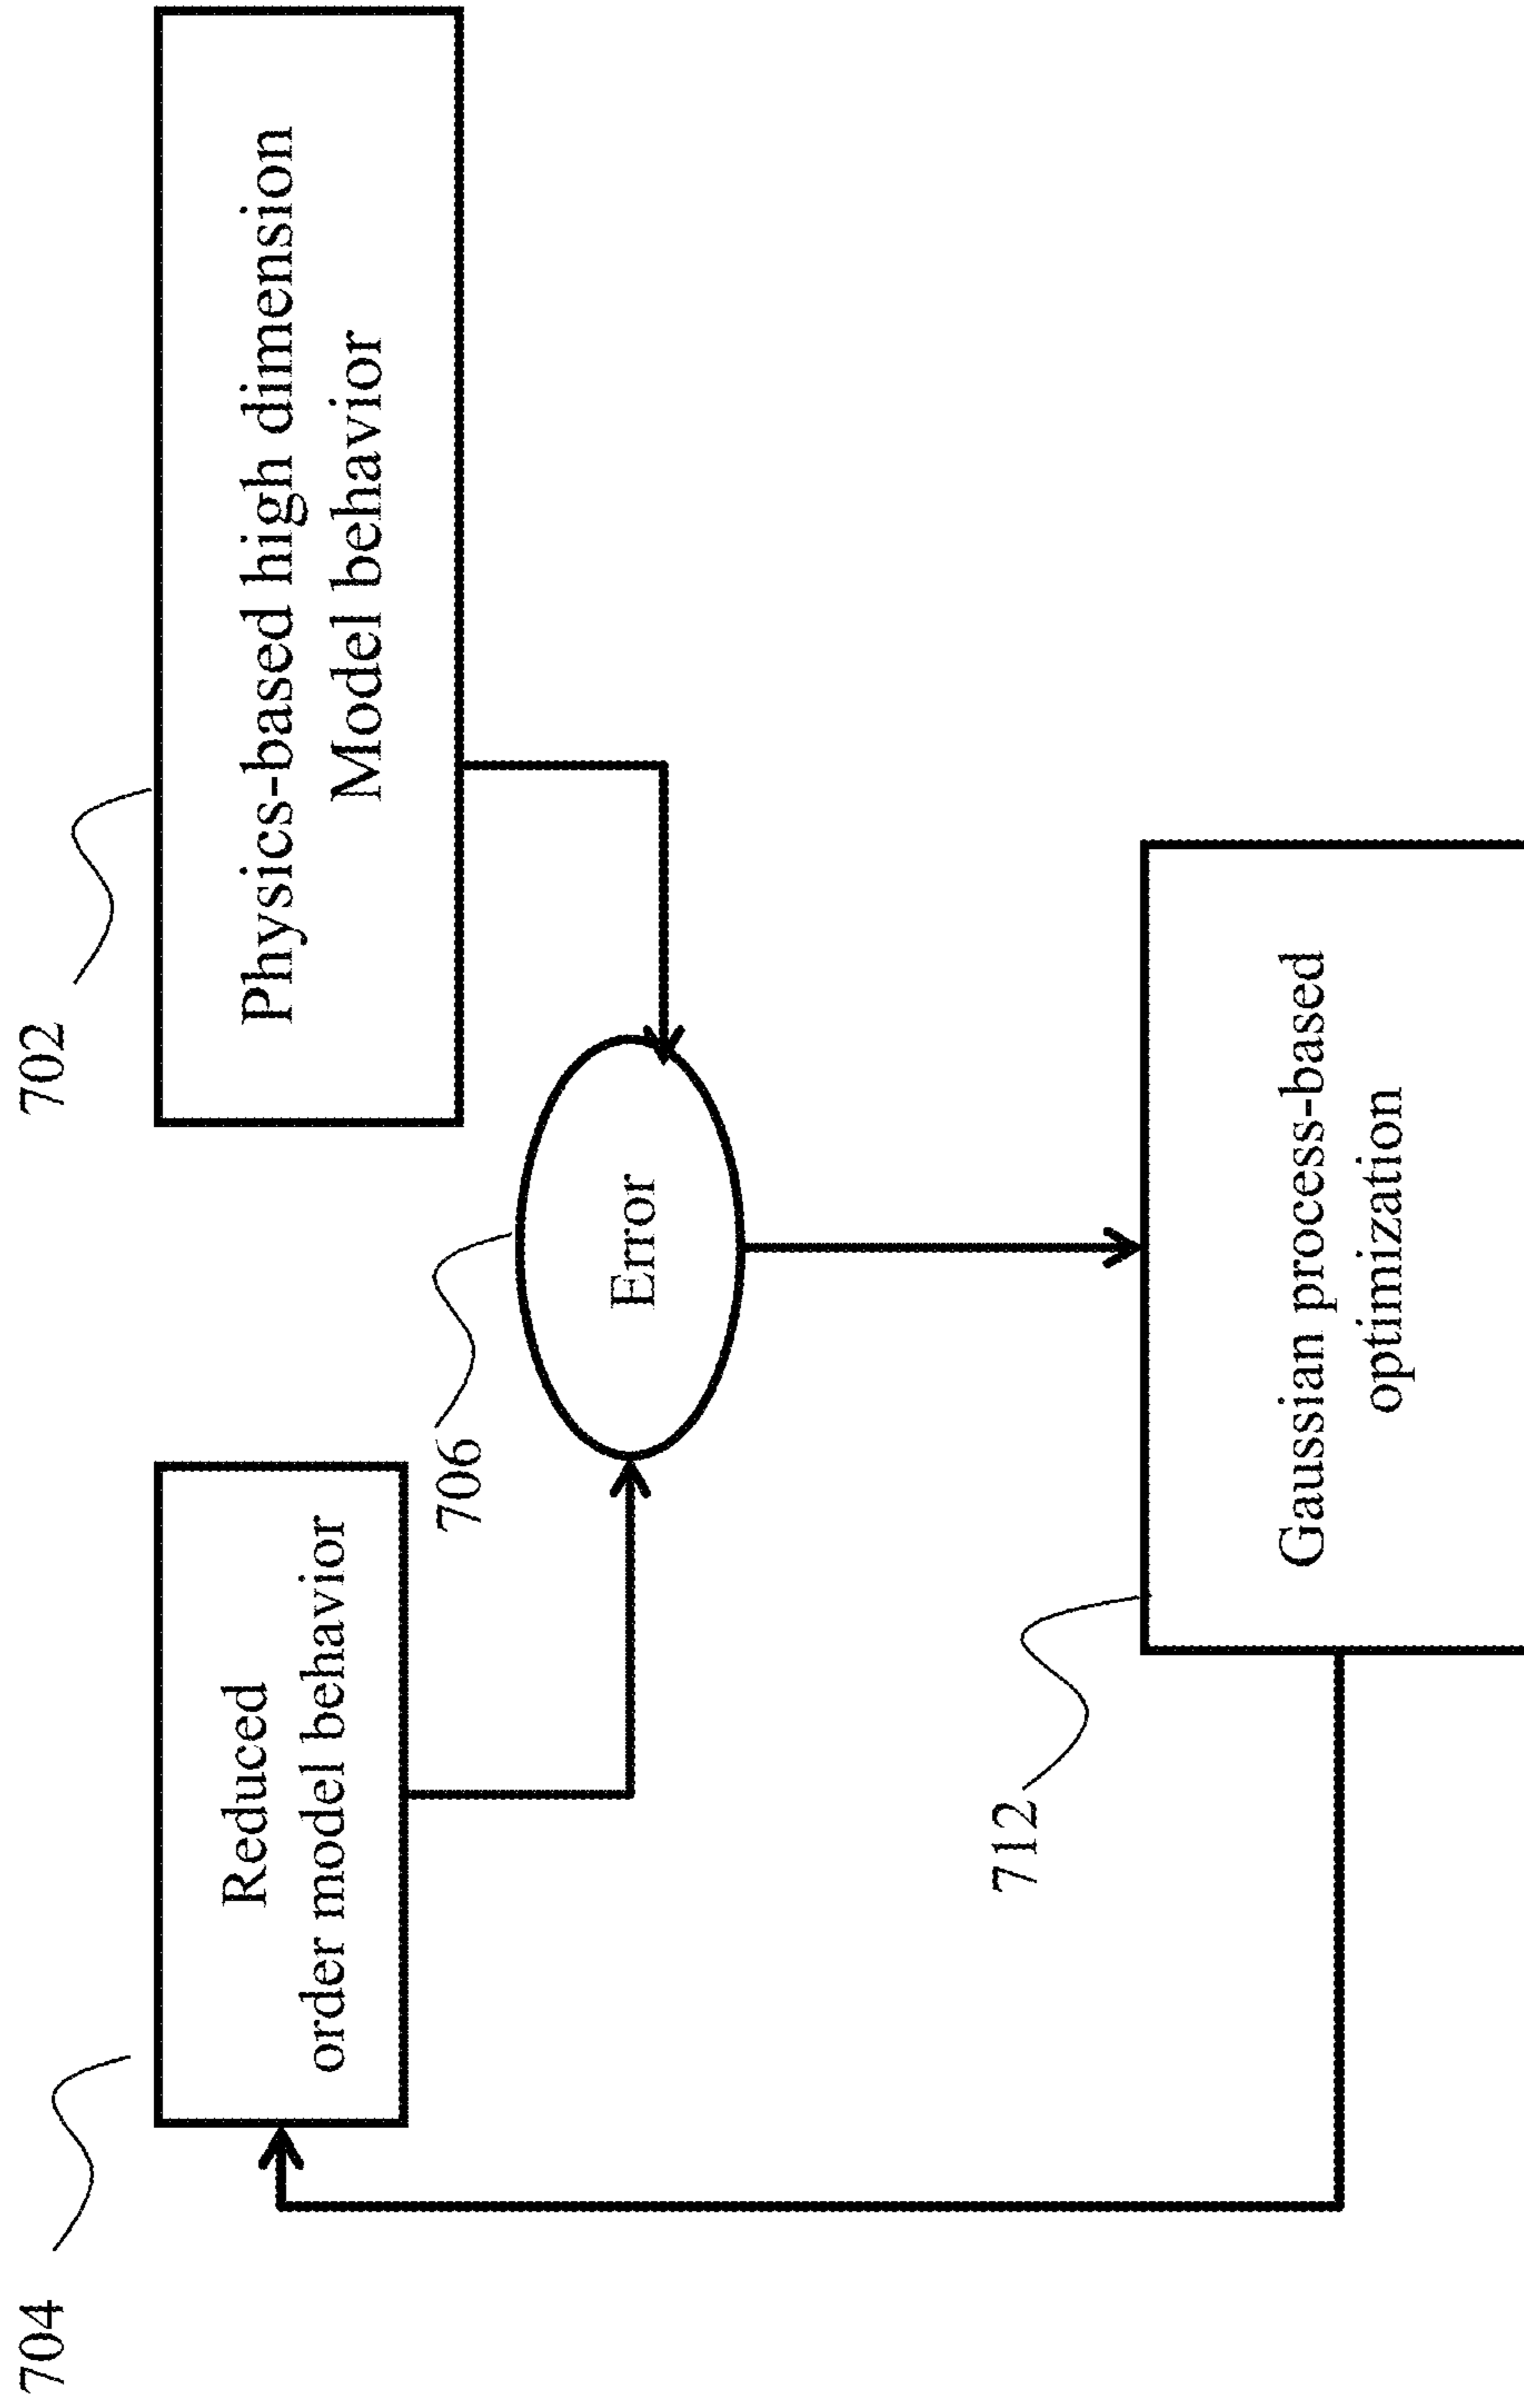 704
Reduced
order model behavior
702
Physics-based high dimension
Model behavior
706
Error
712
Gaussian process-based
optimization